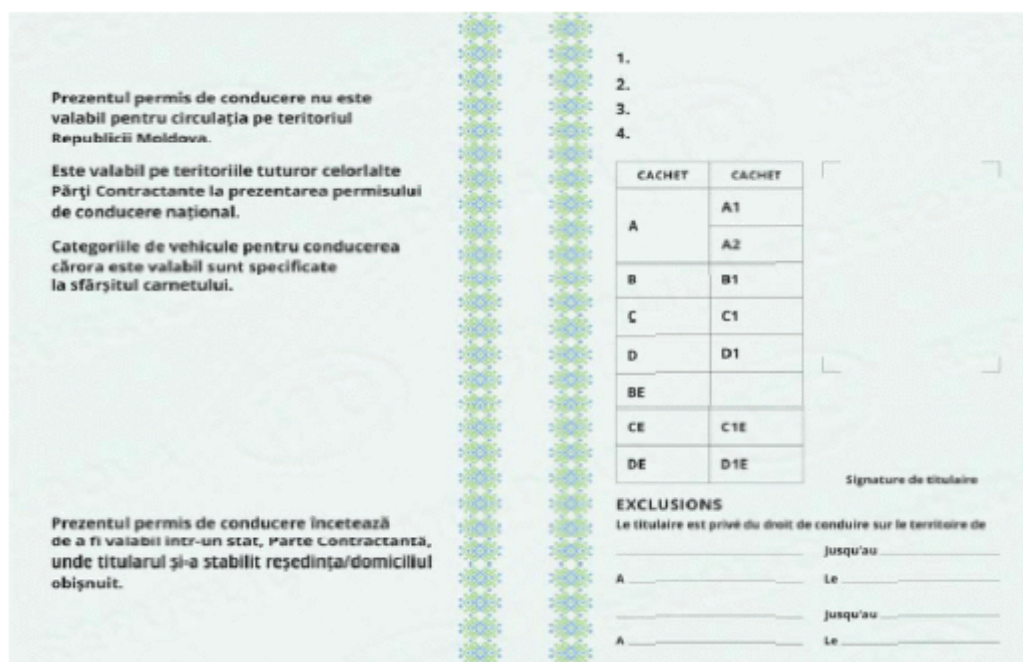 Prezentul permis de conducere nu este
valabil pentru circulația pe teritoriul
Republicii Moldova.
Este valabil pe teritoriile tuturor celorlalte
Părţi Contractante la prezentarea permisului
de conducere național.
Categoriile de vehicule pentru conducerea
cărora este valabil sunt specificate
la sfârșitul carnetului.
Prezentul permis de conducere încetează
de a fi valabil într-un stat, Parte Contractantă,
unde titularul și-a stabilit reședința/domiciliul
obișnuit.
1.
2.
3.
4.
CACHET CACHET
A A1
A2
B B1
C C1
D D1
BE
CE C1E
DE D1E
Signature de titulaire
EXCLUSIONS
Le titulaire est privé du droit de conduire sur le territoire de
Jusqu'au
A Le
Jusqu'au
A Le